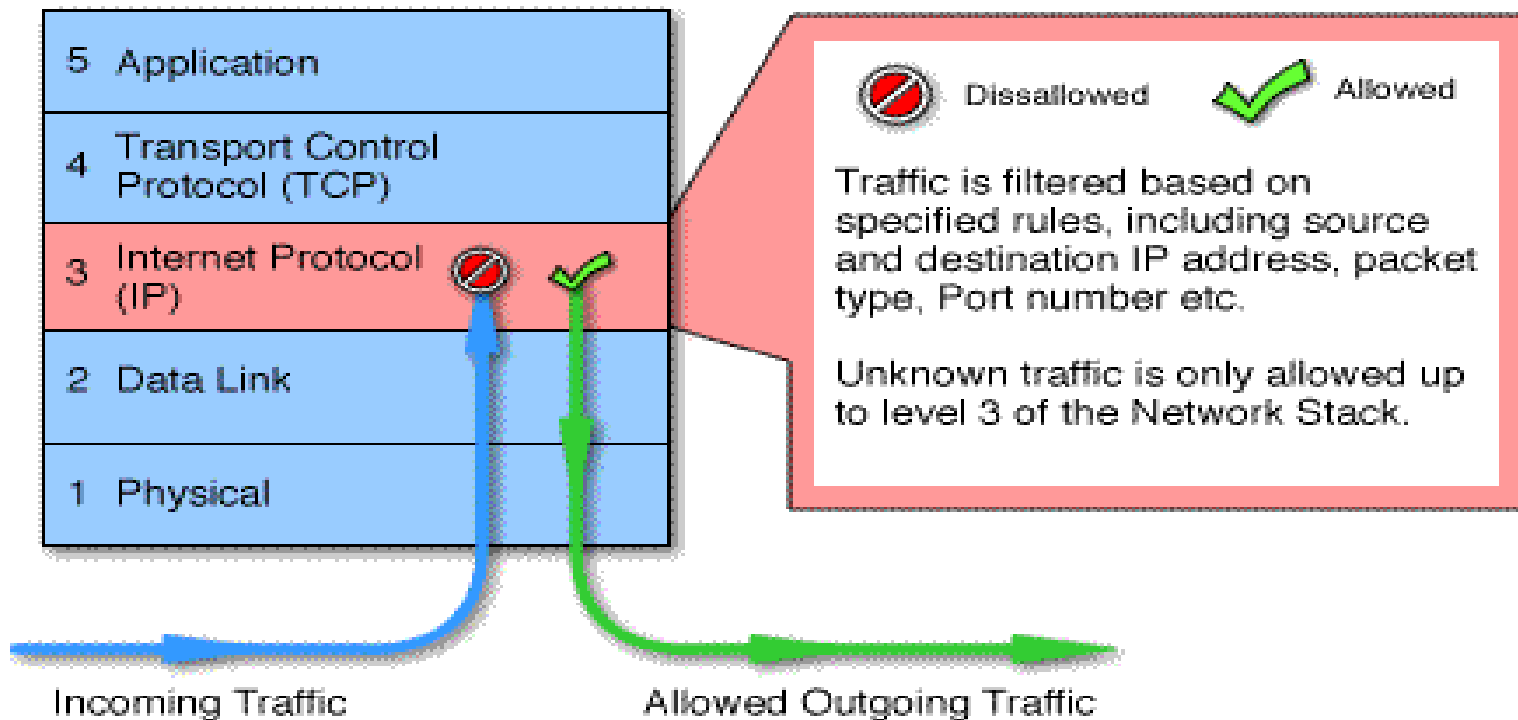 5 Application
4 Transport Control
Protocol (TCP)
3 Internet Protocol
(IP)
2 Data Link
1 Physical
Incoming Traffic
Allowed Outgoing Traffic
Dissallowed
Allowed
Traffic is filtered based on
specified rules, including source
and destination IP address, packet
type, Port number etc.
Unknown traffic is only allowed up
to level 3 of the Network Stack.